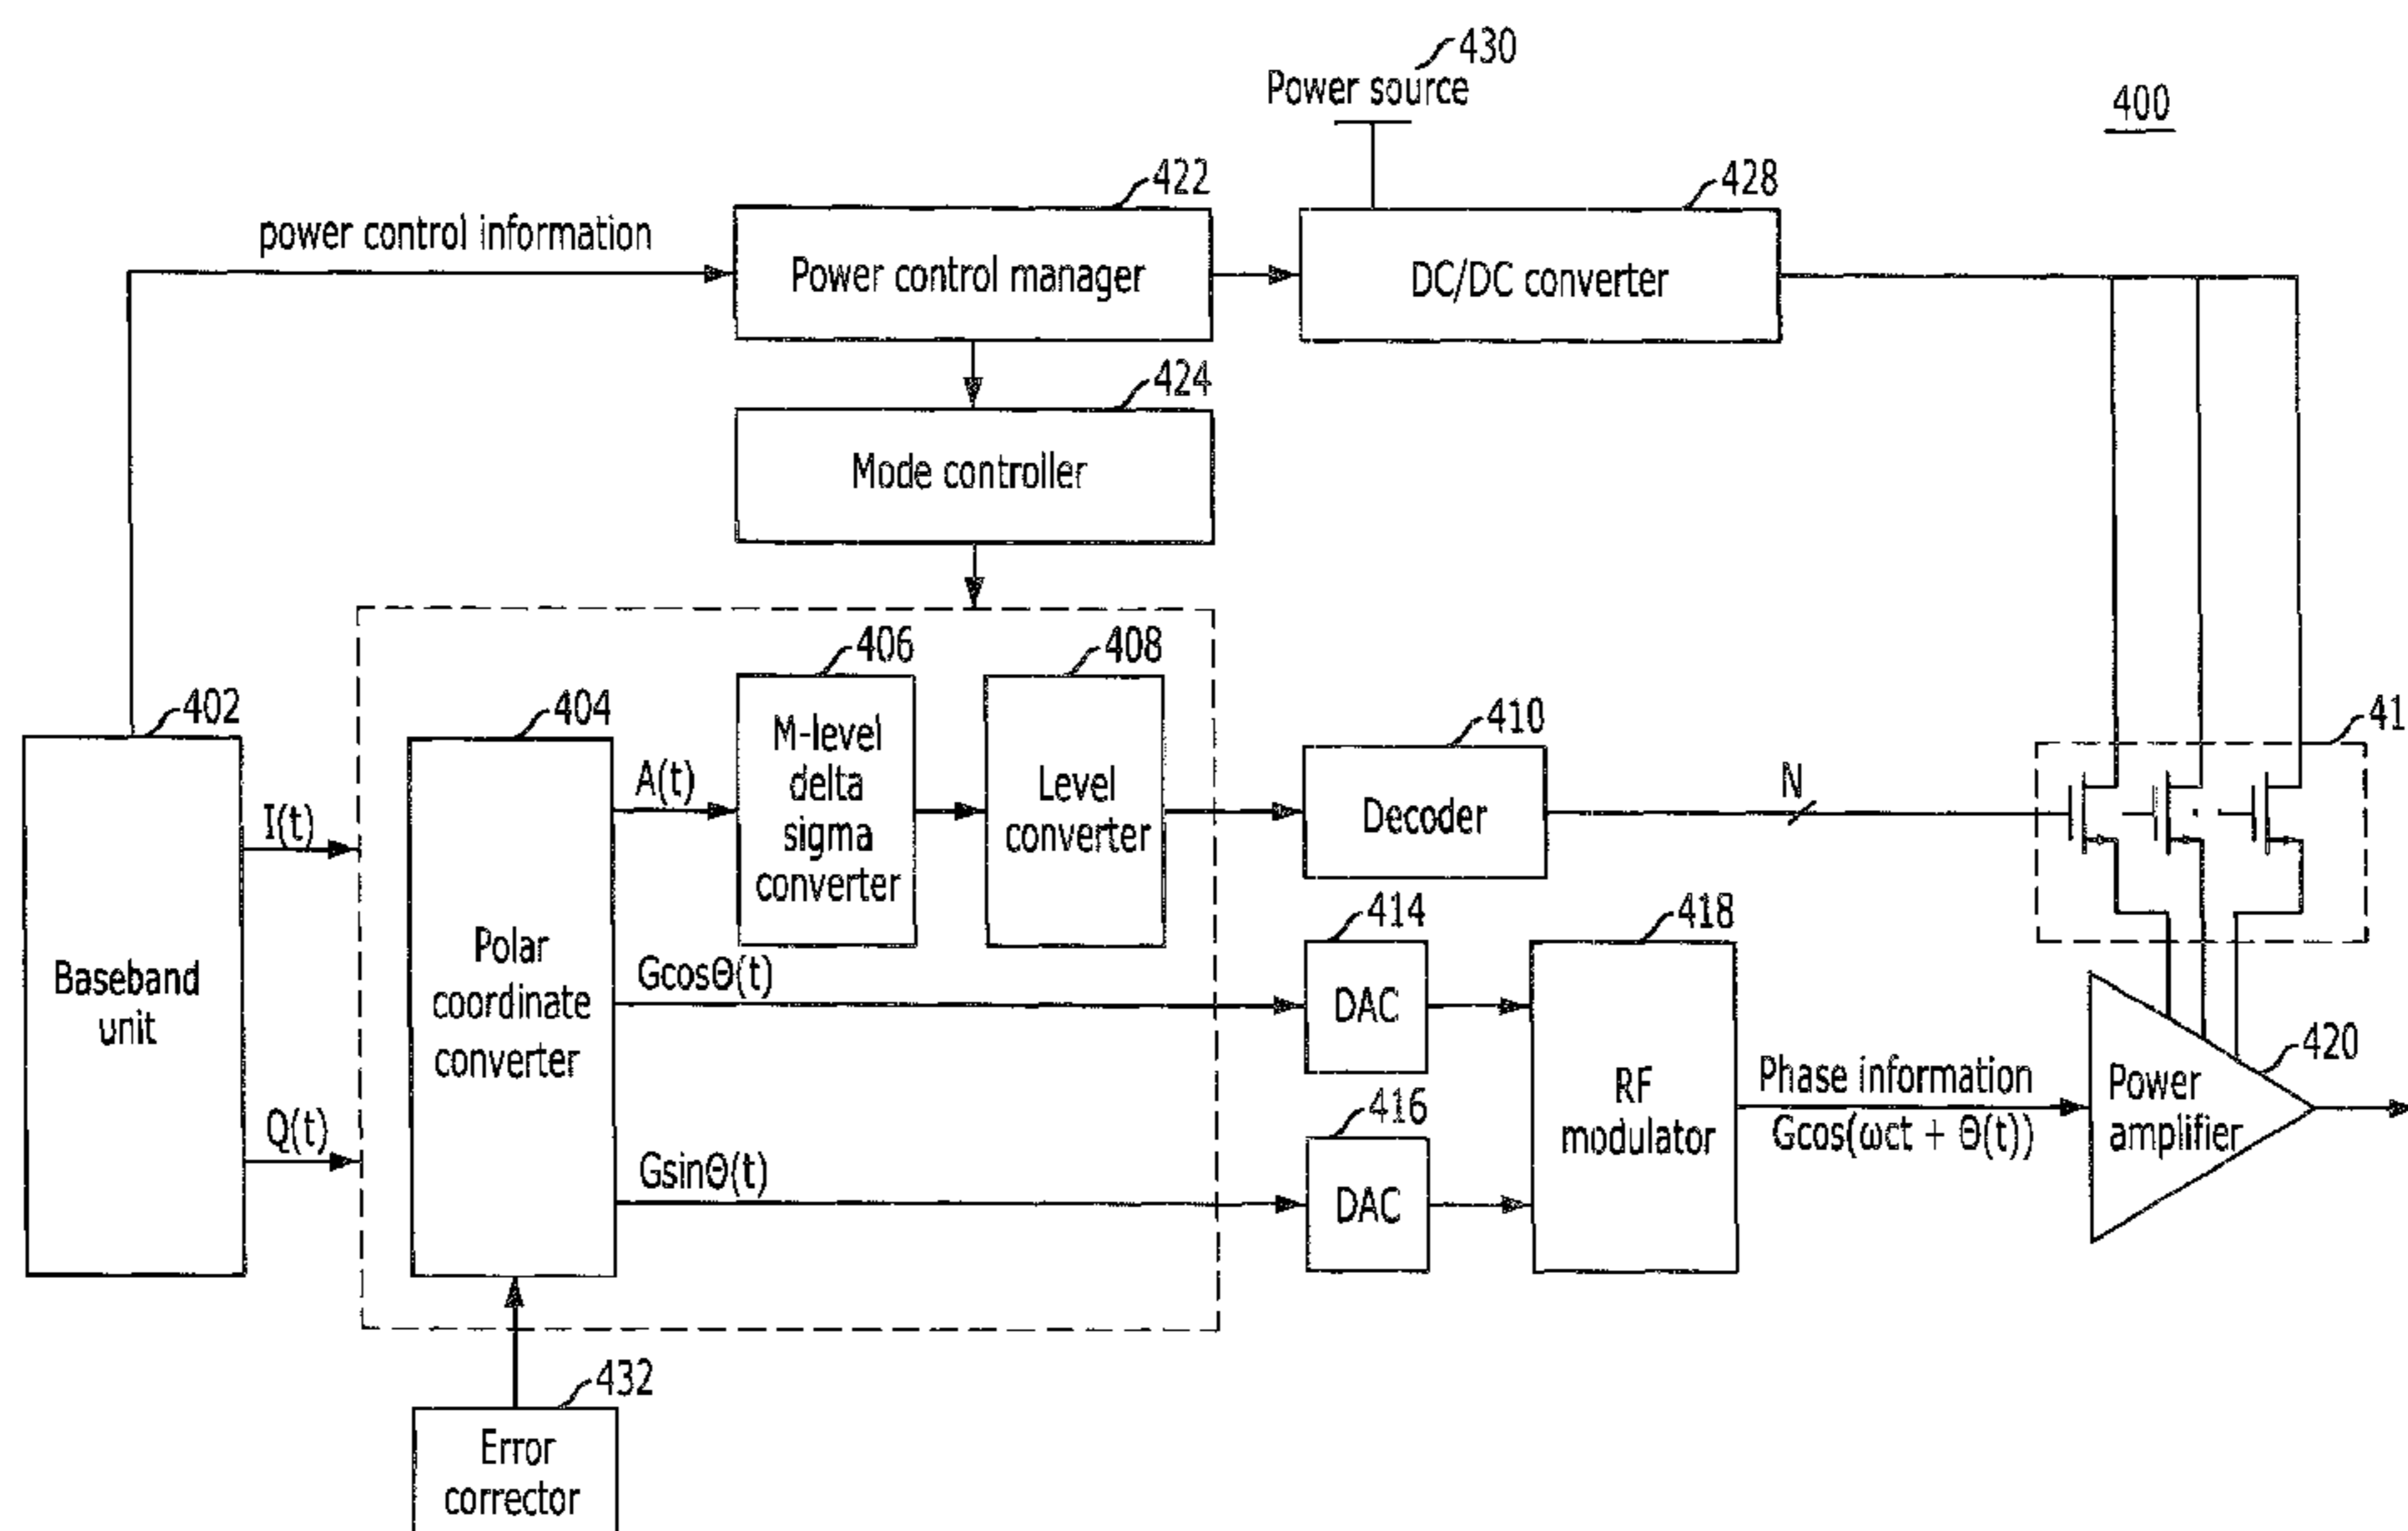 430
Power source
400
422
428
power control information
Power control manager
DC/DC converter
424
Mode controller
402
Baseband
unit
I(t)
Q(t)
404
Polar
coordinate
converter
A(t)
GcosΘ(t)
GsinΘ(t)
406
M-level
delta
sigma
converter
408
Level
converter
410
Decoder
N
41
414
DAC
416
DAC
418
RF
modulator
Phase information
Gcos(ωct + Θ(t))
420
Power
amplifier
432
Error
corrector